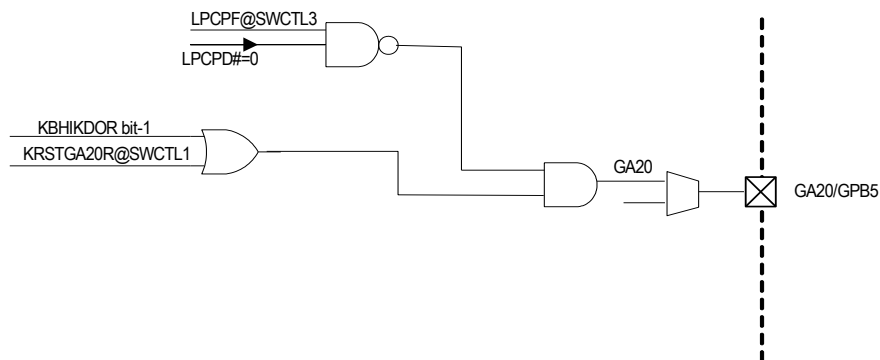 LPCPF@SWCTL3
LPCPD#=0
KBHIKDOR bit-1
KRSTGA20R@SWCTL1
GA20
GA20/GPB5